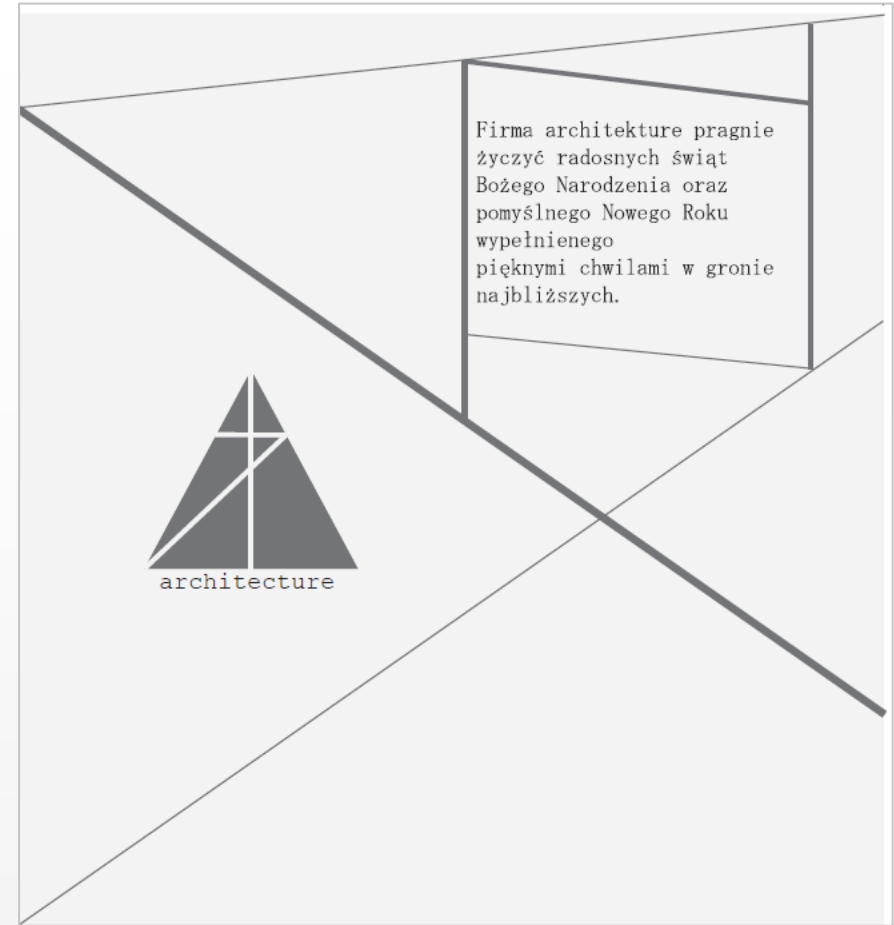 Firma architekture pragnie
życzyć radosnych świąt
Bożego Narodzenia oraz
pomyślnego Nowego Roku
wypełnienego
pięknymi chwilami w gronie
najbliższych.
architecture